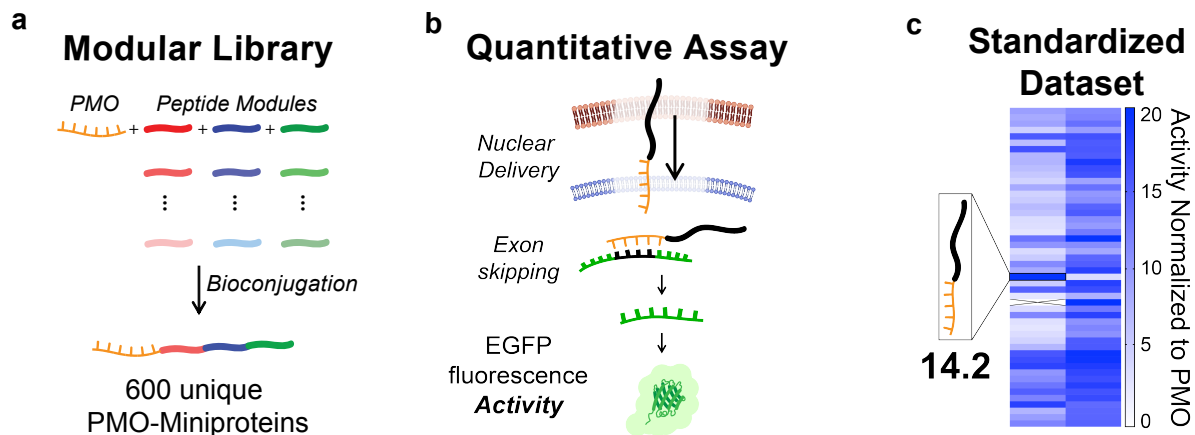 a
Modular Library
PMO
Peptide Modules
+ + +
Bioconjugation
600 unique
PMO-Miniproteins
b
Quantitative Assay
Nuclear
Delivery
Exon
skipping
EGFP
fluorescence
Activity
c
Standardized
Dataset
14.2
20
15
10
5
0
Activity Normalized to PMO